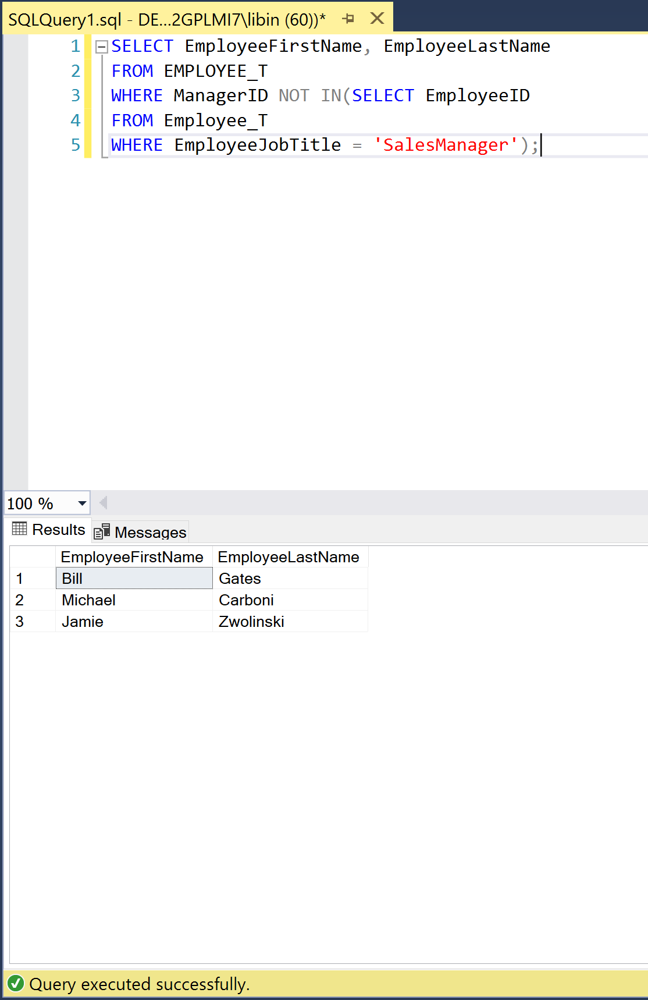 SQLQuery1.sql - DE...2GPLMI7\libin (60))*
1 SELECT EmployeeFirstName, EmployeeLastName
2 FROM EMPLOYEE_T
3 WHERE ManagerID NOT IN(SELECT EmployeeID
4 FROM Employee_T
5 WHERE EmployeeJobTitle = 'SalesManager');
100 %
Results Messages
EmployeeFirstName EmployeeLastName
1 Bill Gates
2 Michael Carboni
3 Jamie Zwolinski
Query executed successfully.